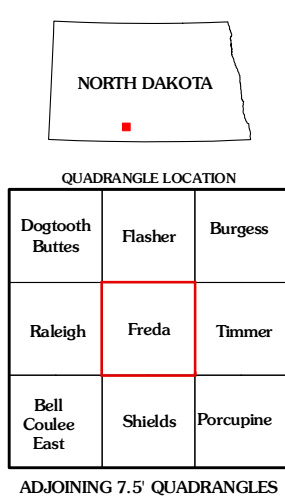 NORTH DAKOTA
QUADRANGLE LOCATION
Dogtooth
Buttes
Flasher
Burgess
Raleigh
Freda
Timmer
Bell
Coulee
East
Shields
Porcupine
ADJOINING 7.5' QUADRANGLES